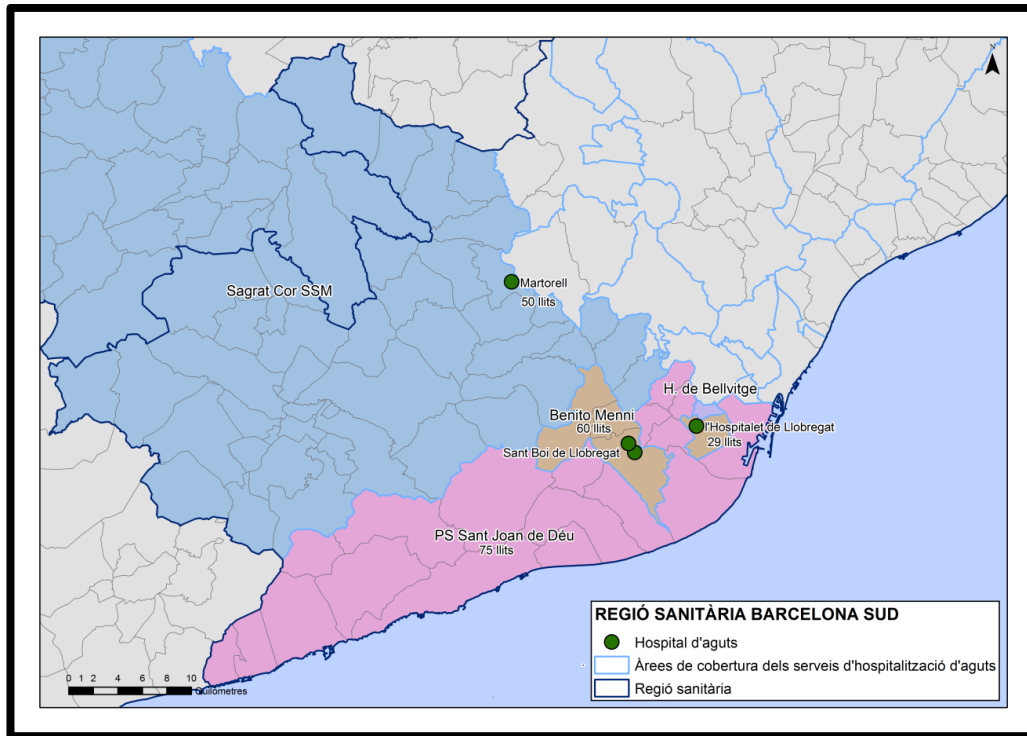 N
Sagrat Cor SSM
Martorell
50 llits
H. de Bellvitge
Benito Menni
60 llits
l'Hospitalet de Llobregat
29 llits
Sant Boi de Llobregat
PS Sant Joan de Déu
75 llits
REGIÓ SANITÀRIA BARCELONA SUD
Hospital d'aguts
Àrees de cobertura dels serveis d'hospitalització d'aguts
Regió sanitària
0 1 2 4 6 8 10
Quilòmetres